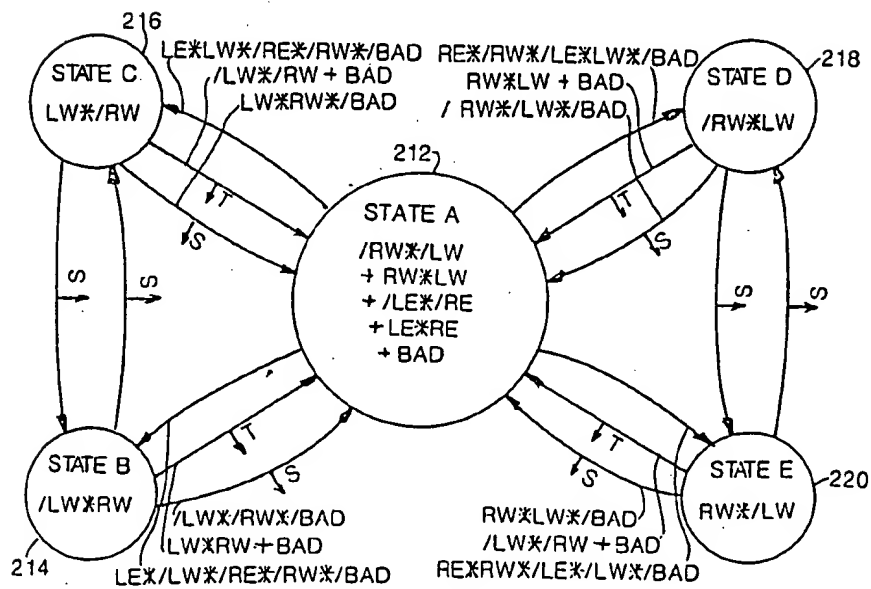 216
LE*LW*/RE*/RW*/BAD
/LW*/RW + BAD
LW*RW*/BAD
RE*/RW*/LE*LW*/BAD
RW*LW + BAD
/ RW*/LW*/BAD
218
STATE C
LW*/RW
STATE D
/RW*LW
212
STATE A
/RW*/LW
+ RW*LW
+ /LE*/RE
+ LE*RE
+ BAD
T
S
T
S
S
S
S
S
T
S
T
S
STATE B
/LW*RW
214
STATE E
RW*/LW
220
/LW*/RW*/BAD
LW*RW + BAD
LE*/LW*/RE*/RW*/BAD
RW*LW*/BAD
/LW*/RW + BAD
RE*RW*/LE*/LW*/BAD